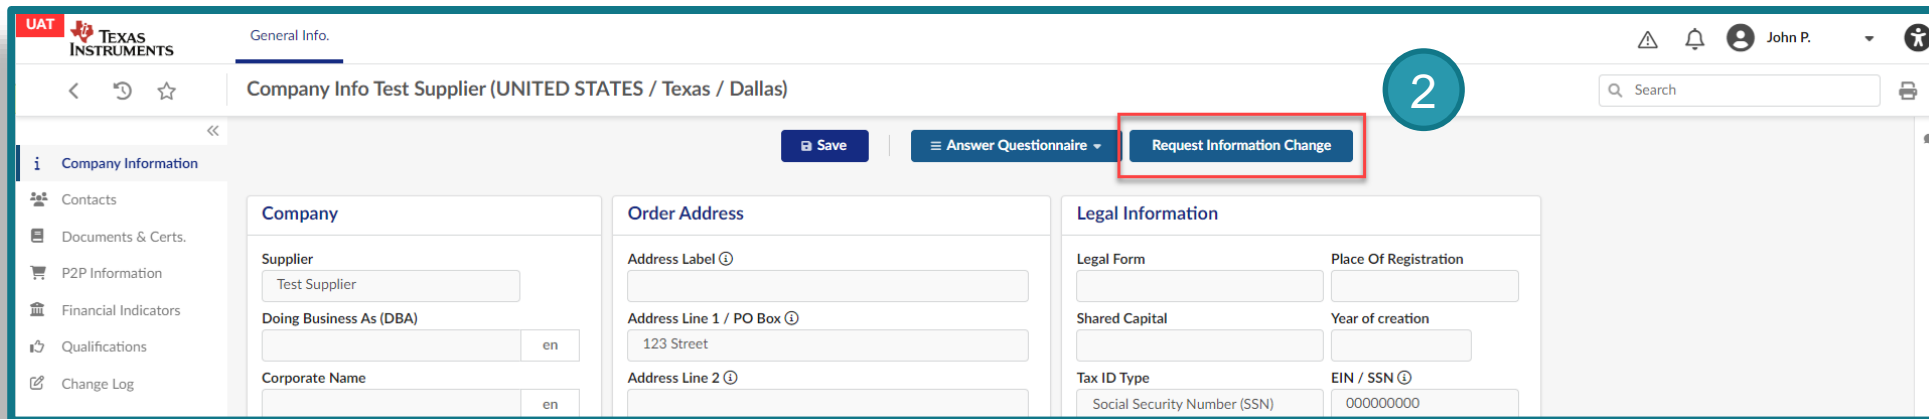 UAT
TEXAS INSTRUMENTS
General Info.
John P.
Company Info Test Supplier (UNITED STATES / Texas / Dallas)
2
Search
Save
Answer Questionnaire
Request Information Change
Company Information
Contacts
Documents & Certs.
P2P Information
Financial Indicators
Qualifications
Change Log
Company
Supplier
Test Supplier
Doing Business As (DBA)
en
Corporate Name
en
Order Address
Address Label
Address Line 1 / PO Box
123 Street
Address Line 2
Legal Information
Legal Form
Place Of Registration
Shared Capital
Year of creation
Tax ID Type
EIN / SSN
Social Security Number (SSN)
000000000